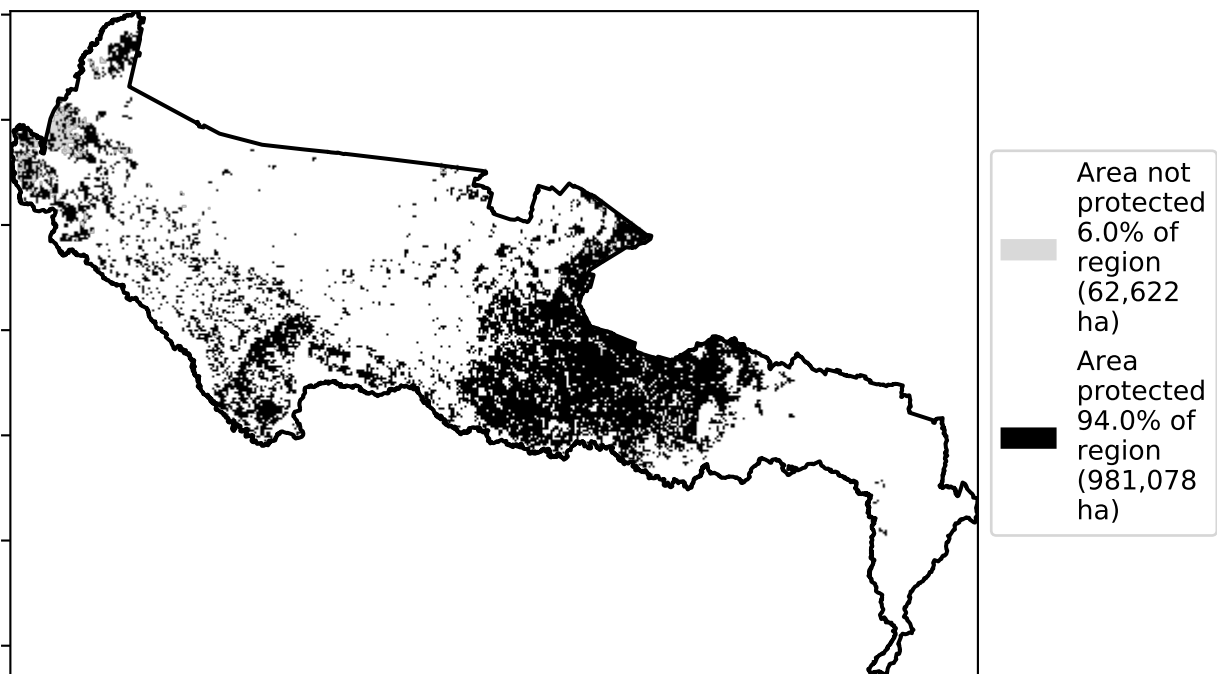 Area not
protected
6.0% of
region
(62,622
ha)
Area
protected
94.0% of
region
(981,078
ha)